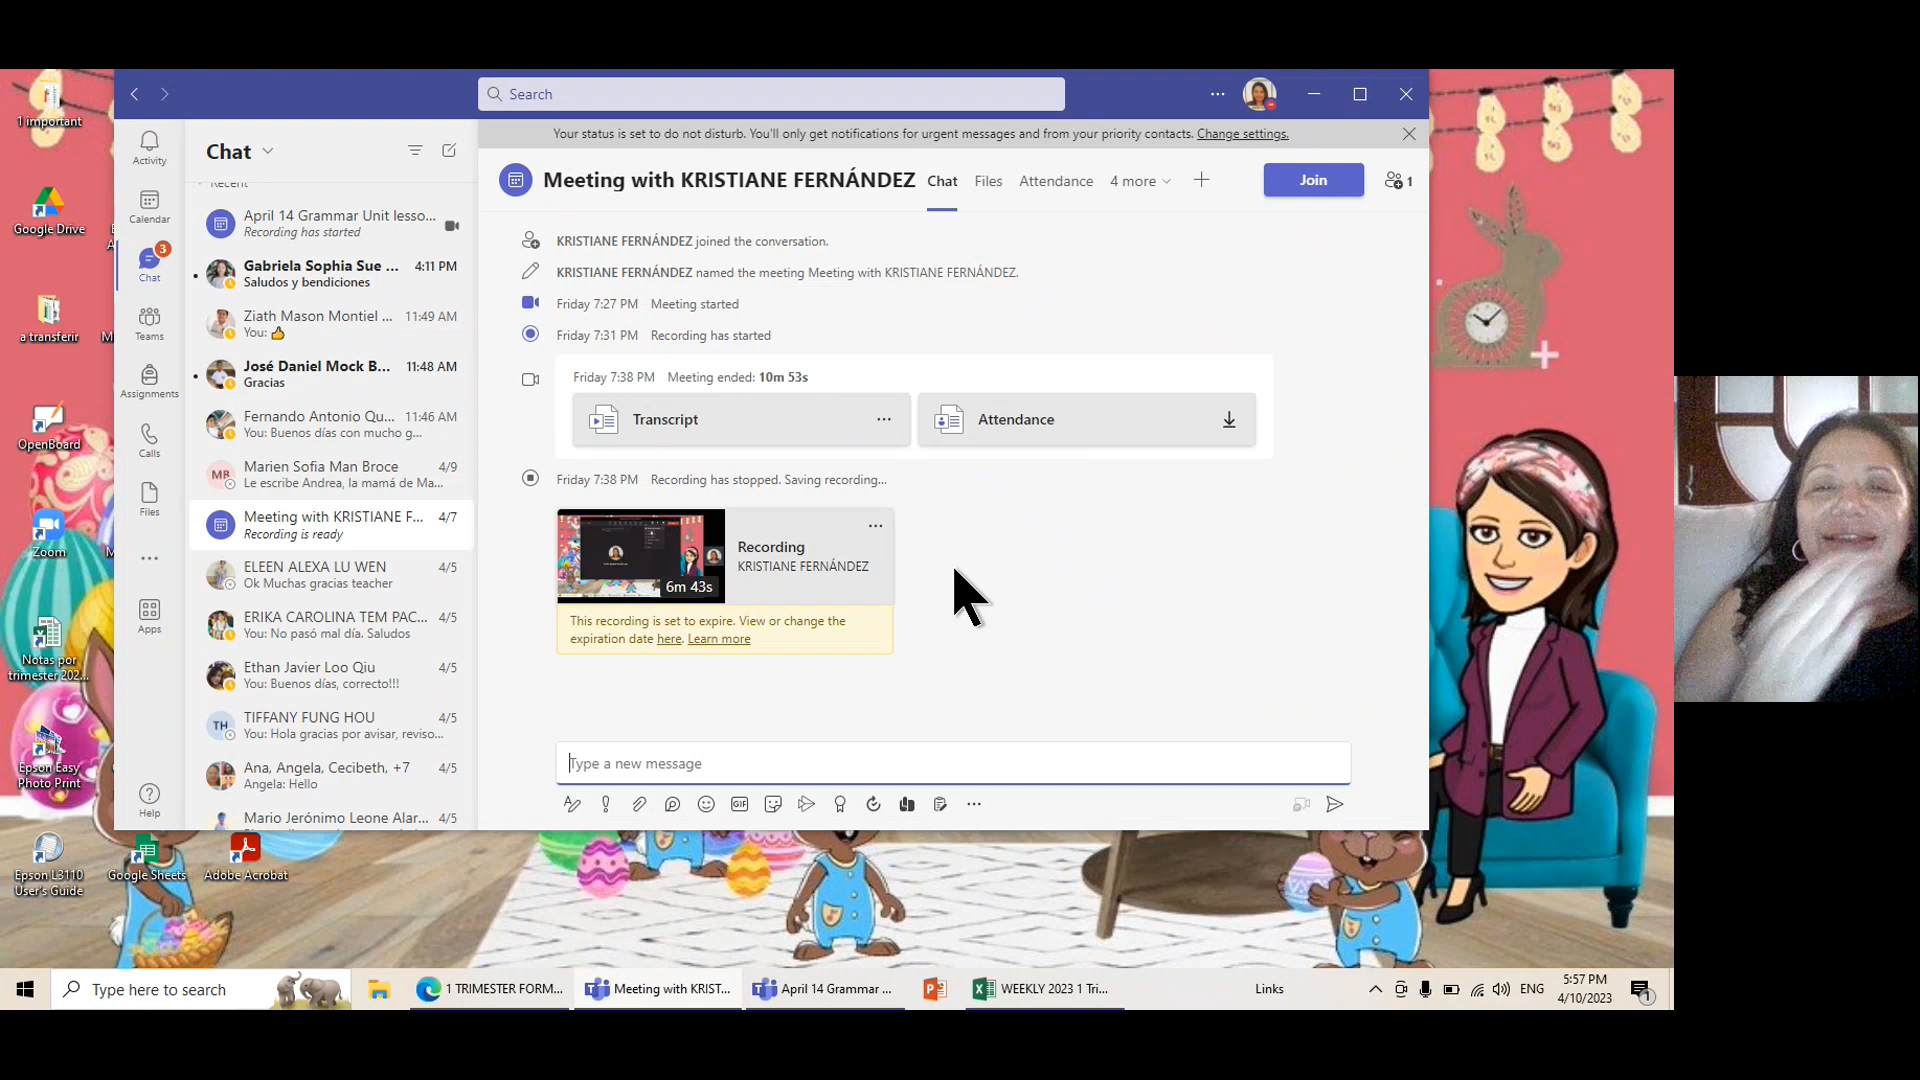 1 important
Google Drive
a transferir
OpenBoard
Zoom
Notas por
trimester 202...
Epson Easy
Photo Print
Epson L3110
User's Guide
Google Sheets
Adobe Acrobat
Search
Your status is set to do not disturb. You'll only get notifications for urgent messages and from your priority contacts. Change settings.
Activity
Calendar
Chat
3
Teams
Assignments
Calls
Files
Apps
Help
Chat
Recent
April 14 Grammar Unit lesso...
Recording has started
Gabriela Sophia Sue ... 4:11 PM
Saludos y bendiciones
Ziath Mason Montiel ... 11:49 AM
You: 👍
José Daniel Mock B... 11:48 AM
Gracias
Fernando Antonio Qu... 11:46 AM
You: Buenos días con mucho g...
MB
Marien Sofia Man Broce 4/9
Le escribe Andrea, la mamá de Ma...
Meeting with KRISTIANE F... 4/7
Recording is ready
ELEEN ALEXA LU WEN 4/5
Ok Muchas gracias teacher
ERIKA CAROLINA TEM PAC... 4/5
You: No pasó mal día. Saludos
Ethan Javier Loo Qiu 4/5
You: Buenos días, correcto!!!
TH
TIFFANY FUNG HOU 4/5
You: Hola gracias por avisar, reviso...
Ana, Angela, Cecibeth, +7 4/5
Angela: Hello
Mario Jerónimo Leone Alar... 4/5
Meeting with KRISTIANE FERNÁNDEZ Chat Files Attendance 4 more Join 1
KRISTIANE FERNÁNDEZ joined the conversation.
KRISTIANE FERNÁNDEZ named the meeting Meeting with KRISTIANE FERNÁNDEZ.
Friday 7:27 PM Meeting started
Friday 7:31 PM Recording has started
Friday 7:38 PM Meeting ended: 10m 53s
Transcript
Attendance
Friday 7:38 PM Recording has stopped. Saving recording...
6m 43s
Recording
KRISTIANE FERNÁNDEZ
This recording is set to expire. View or change the
expiration date here. Learn more
Type a new message
GIF
Type here to search
1 TRIMESTER FORM...
Meeting with KRIST...
April 14 Grammar ...
WEEKLY 2023 1 Tri...
Links
ENG
5:57 PM
4/10/2023
1